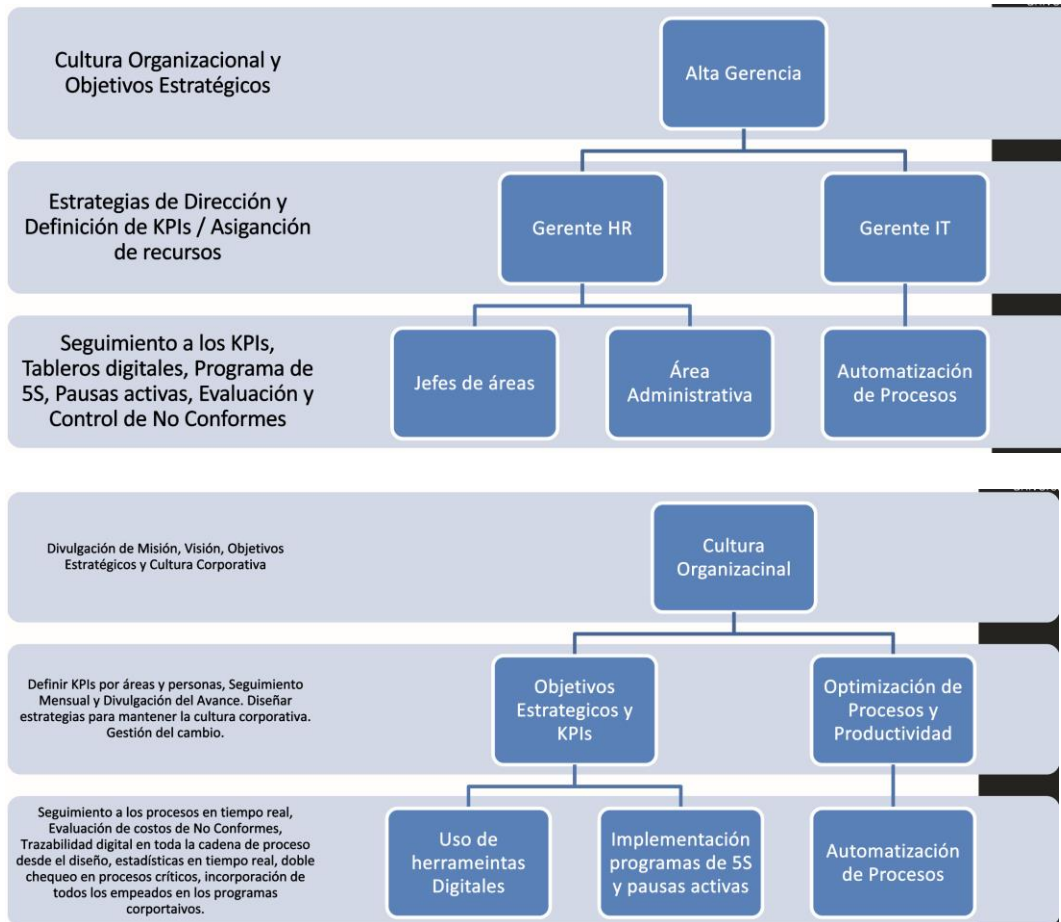 Cultura Organizacional y
Objetivos Estratégicos
Alta Gerencia
Estrategias de Dirección y
Definición de KPIs / Asiganción
de recursos
Gerente HR
Gerente IT
Seguimiento a los KPIs,
Tableros digitales, Programa de
5S, Pausas activas, Evaluación y
Control de No Conformes
Jefes de áreas
Área
Administrativa
Automatización
de Procesos
Divulgación de Misión, Visión, Objetivos
Estratégicos y Cultura Corporativa
Cultura
Organizacinal
Definir KPIs por áreas y personas, Seguimiento
Mensual y Divulgación del Avance. Diseñar
estrategias para mantener la cultura corporativa.
Gestión del cambio.
Objetivos
Estrategicos y
KPIs
Optimización de
Procesos y
Productividad
Seguimiento a los procesos en tiempo real,
Evaluación de costos de No Conformes,
Trazabilidad digital en toda la cadena de proceso
desde el diseño, estadísticas en tiempo real, doble
chequeo en procesos críticos, incorporación de
todos los empeados en los programas
corportaivos.
Uso de
herrameintas
Digitales
Implementación
programas de 5S
y pausas activas
Automatización
de Procesos